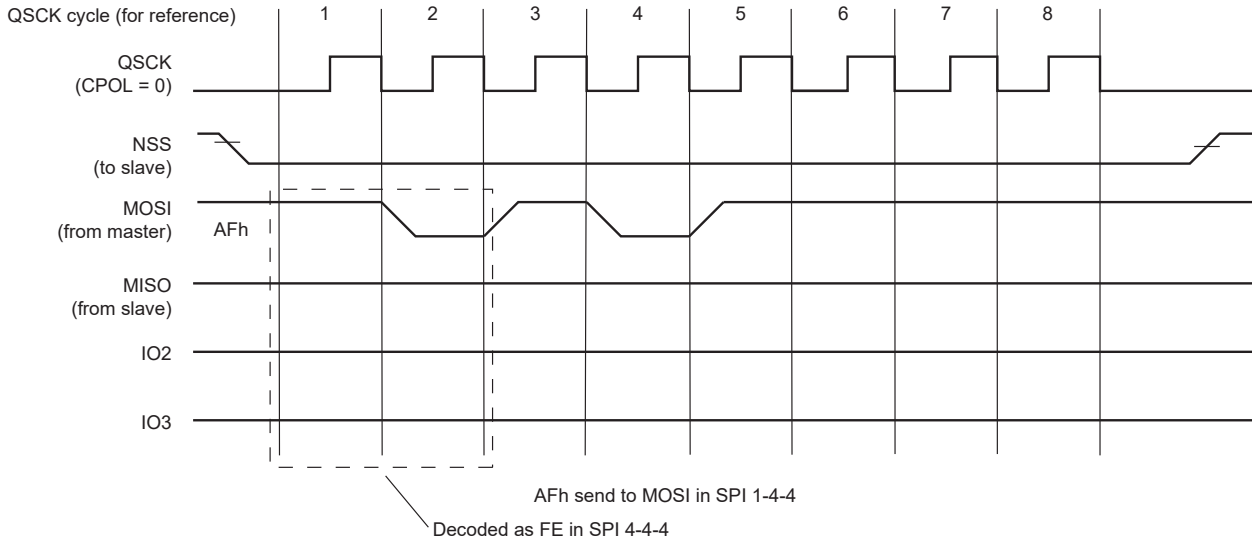 QSCK cycle (for reference) 1 2 3 4 5 6 7 8
QSCK
(CPOL = 0)
NSS
(to slave)
MOSI
(from master)
AFh
MISO
(from slave)
IO2
IO3
AFh send to MOSI in SPI 1-4-4
Decoded as FE in SPI 4-4-4